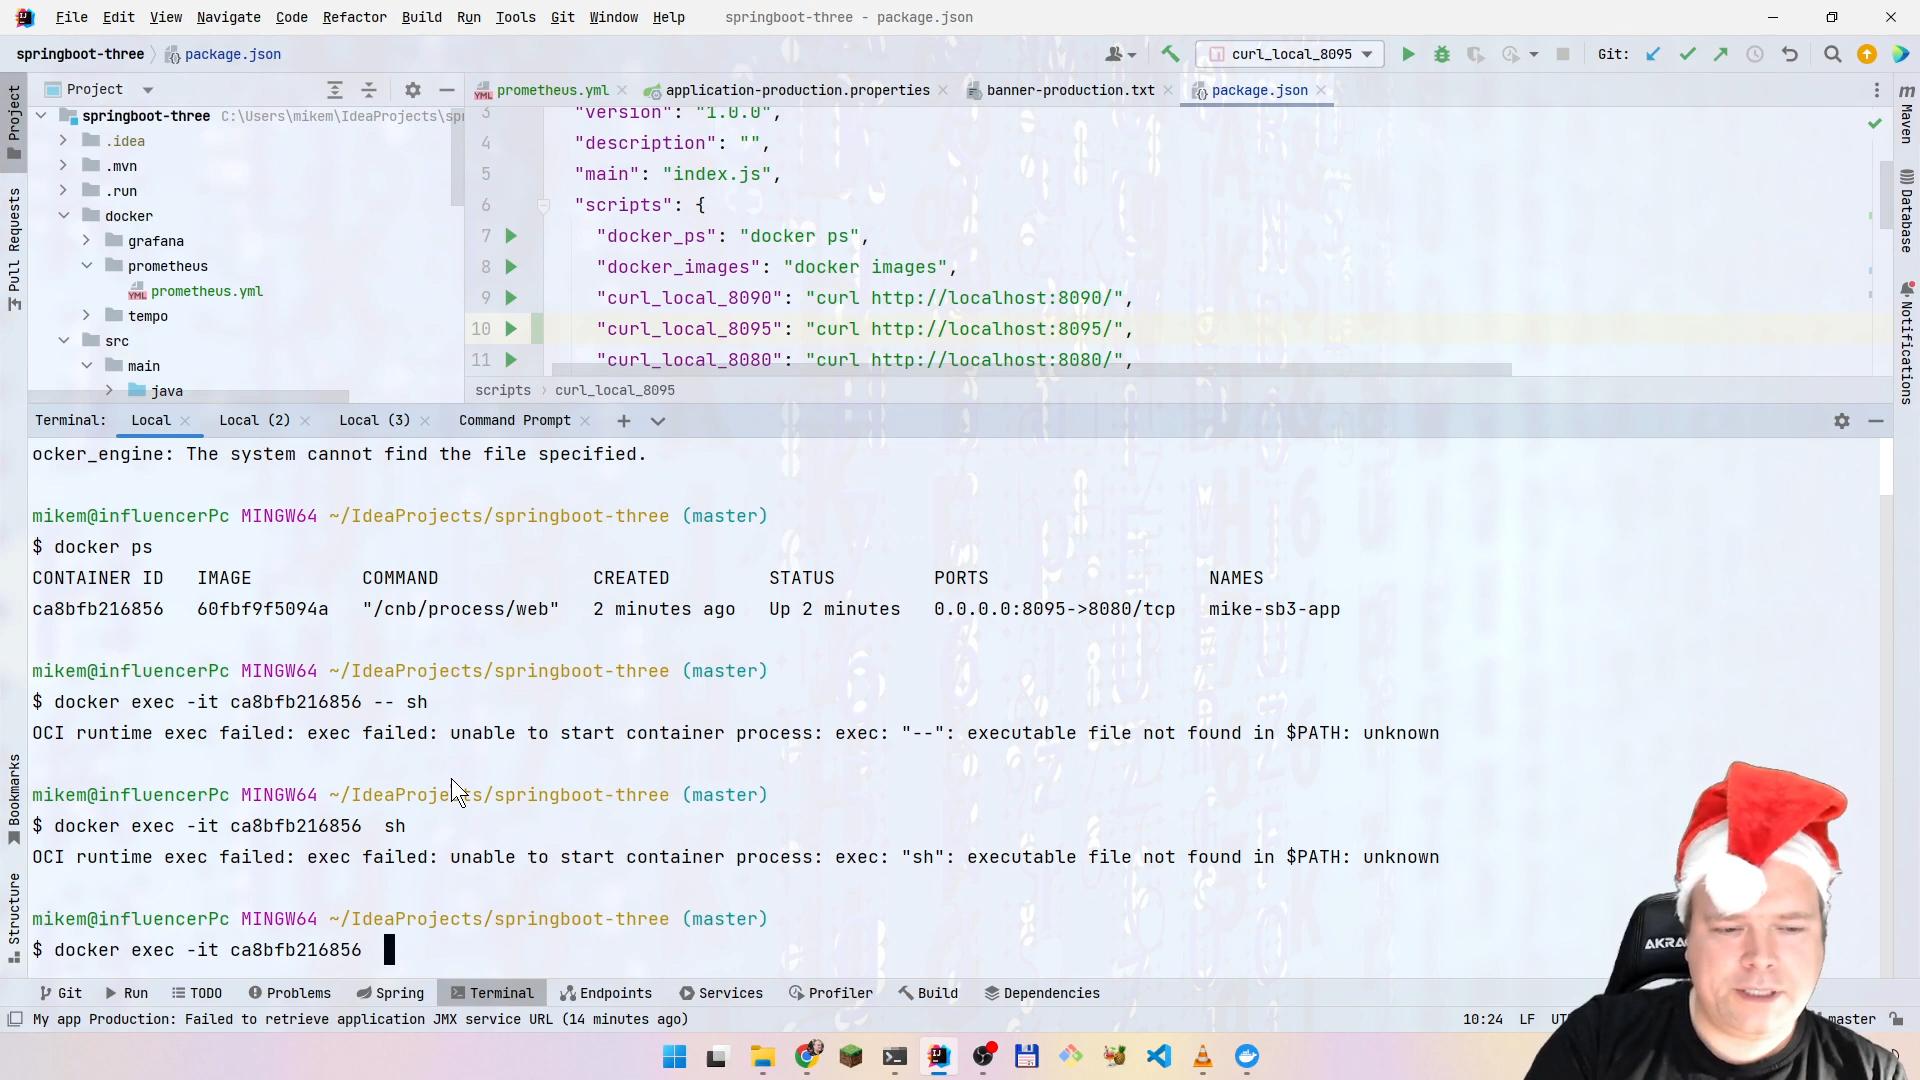 File Edit View Navigate Code Refactor Build Run Tools Git Window Help springboot-three - package.json
springboot-three package.json curl_local_8095 Git:
Project prometheus.yml application-production.properties banner-production.txt package.json
springboot-three C:\Users\mikem\IdeaProjects\spr
.idea
.mvn
.run
docker
grafana
prometheus
prometheus.yml
tempo
src
main
java
3 "version": "1.0.0",
4 "description": "",
5 "main": "index.js",
6 "scripts": {
7 "docker_ps": "docker ps",
8 "docker_images": "docker images",
9 "curl_local_8090": "curl http://localhost:8090/",
10 "curl_local_8095": "curl http://localhost:8095/",
11 "curl_local_8080": "curl http://localhost:8080/",
scripts › curl_local_8095
Project
Pull Requests
Bookmarks
Structure
Maven
Database
Notifications
Terminal: Local Local (2) Local (3) Command Prompt
ocker_engine: The system cannot find the file specified.
mikem@influencerPc MINGW64 ~/IdeaProjects/springboot-three (master)
$ docker ps
CONTAINER ID IMAGE COMMAND CREATED STATUS PORTS NAMES
ca8bfb216856 60fbf9f5094a "/cnb/process/web" 2 minutes ago Up 2 minutes 0.0.0.0:8095->8080/tcp mike-sb3-app
mikem@influencerPc MINGW64 ~/IdeaProjects/springboot-three (master)
$ docker exec -it ca8bfb216856 -- sh
OCI runtime exec failed: exec failed: unable to start container process: exec: "--": executable file not found in $PATH: unknown
mikem@influencerPc MINGW64 ~/IdeaProjects/springboot-three (master)
$ docker exec -it ca8bfb216856  sh
OCI runtime exec failed: exec failed: unable to start container process: exec: "sh": executable file not found in $PATH: unknown
mikem@influencerPc MINGW64 ~/IdeaProjects/springboot-three (master)
$ docker exec -it ca8bfb216856
Git Run TODO Problems Spring Terminal Endpoints Services Profiler Build Dependencies
My app Production: Failed to retrieve application JMX service URL (14 minutes ago) 10:24 LF master